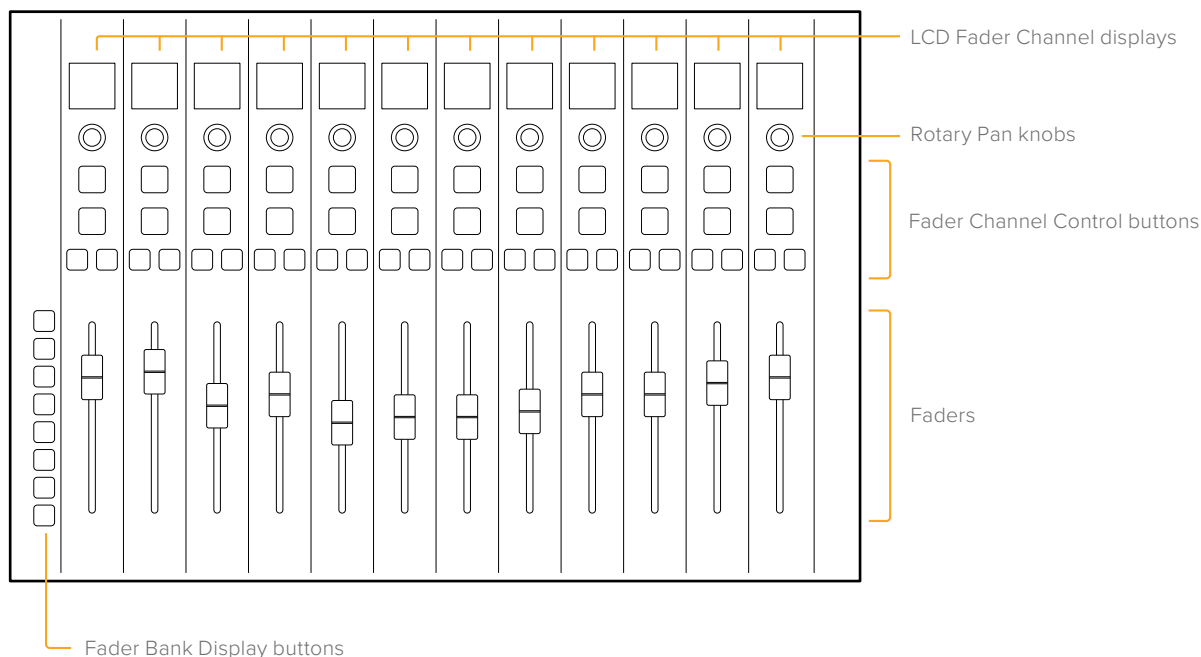 LCD Fader Channel displays
Rotary Pan knobs
Fader Channel Control buttons
Faders
Fader Bank Display buttons